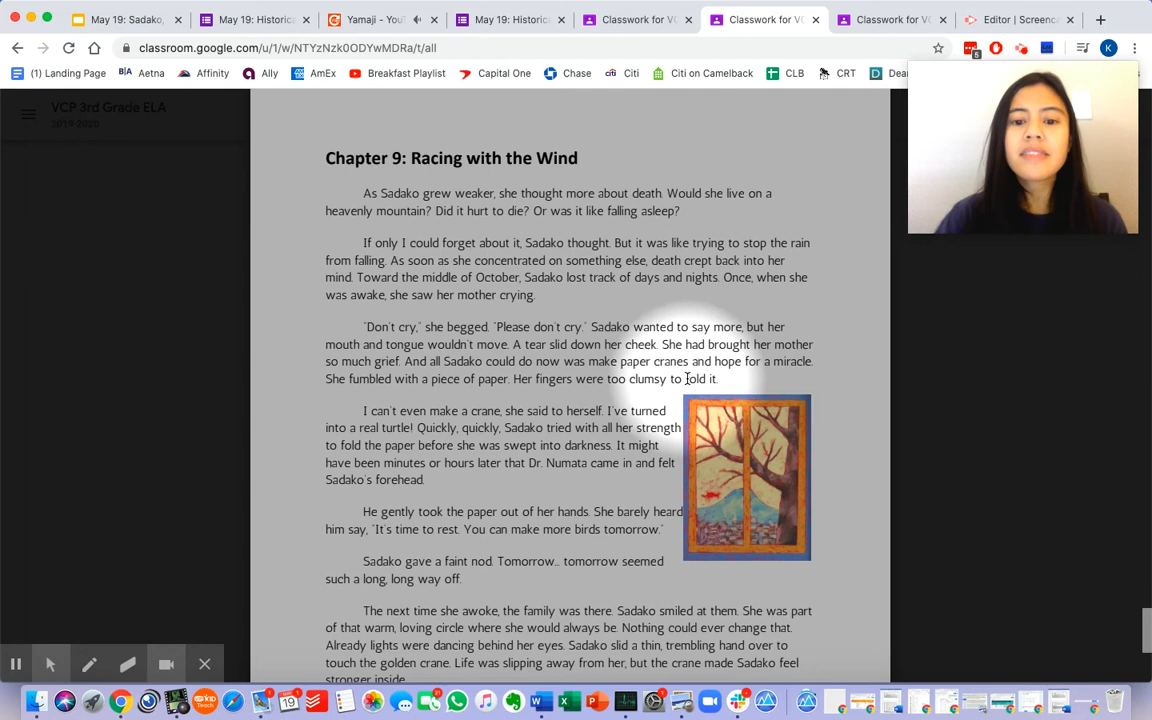 May 19: Sadako,
May 19: Historica
Yamaji - You
May 19: Historic
Classwork for VC
Classwork for VC
Classwork for VC
Editor | Screenca
classroom.google.com/u/1/w/NTYzNzk0ODYwMDRa/t/all
(1) Landing Page
Aetna
Affinity
Ally
AmEx
Breakfast Playlist
Capital One
Chase
Citi
Citi on Camelback
CLB
CRT
Dear
VCP 3rd Grade ELA
2019-2020
Chapter 9: Racing with the Wind
As Sadako grew weaker, she thought more about death. Would she live on a
heavenly mountain? Did it hurt to die? Or was it like falling asleep?
If only I could forget about it, Sadako thought. But it was like trying to stop the rain
from falling. As soon as she concentrated on something else, death crept back into her
mind. Toward the middle of October, Sadako lost track of days and nights. Once, when she
was awake, she saw her mother crying.
"Don't cry," she begged. "Please don't cry." Sadako wanted to say more, but her
mouth and tongue wouldn't move. A tear slid down her cheek. She had brought her mother
so much grief. And all Sadako could do now was make paper cranes and hope for a miracle.
She fumbled with a piece of paper. Her fingers were too clumsy to fold it.
I can't even make a crane, she said to herself. I've turned
into a real turtle! Quickly, quickly, Sadako tried with all her strength
to fold the paper before she was swept into darkness. It might
have been minutes or hours later that Dr. Numata came in and felt
Sadako's forehead.
He gently took the paper out of her hands. She barely heard
him say, "It's time to rest. You can make more birds tomorrow."
Sadako gave a faint nod. Tomorrow... tomorrow seemed
such a long, long way off.
The next time she awoke, the family was there. Sadako smiled at them. She was part
of that warm, loving circle where she would always be. Nothing could ever change that.
Already lights were dancing behind her eyes. Sadako slid a thin, trembling hand over to
touch the golden crane. Life was slipping away from her, but the crane made Sadako feel
stronger inside.